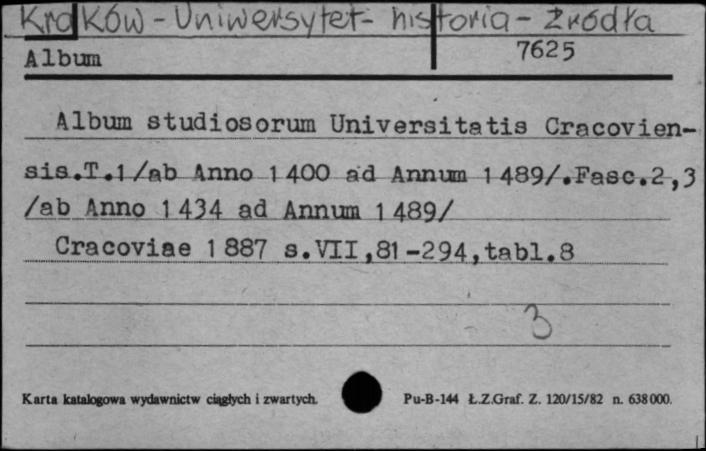 Kraków - Uniwersytet - historia - źródła
Album 7625
Album studiosorum Universitatis Cracovien-
sis.T.1/ab Anno 1400 ad Annum 1489/.Fasc.2,3
/ab Anno 1434 ad Annum 1489/
Cracoviae 1887 s.VII,81-294,tabl.8
3
Karta katalogowa wydawnictw ciągłych i zwartych. Pu-B-144 Ł.Z.Graf. Z. 120/15/82 n. 638000.